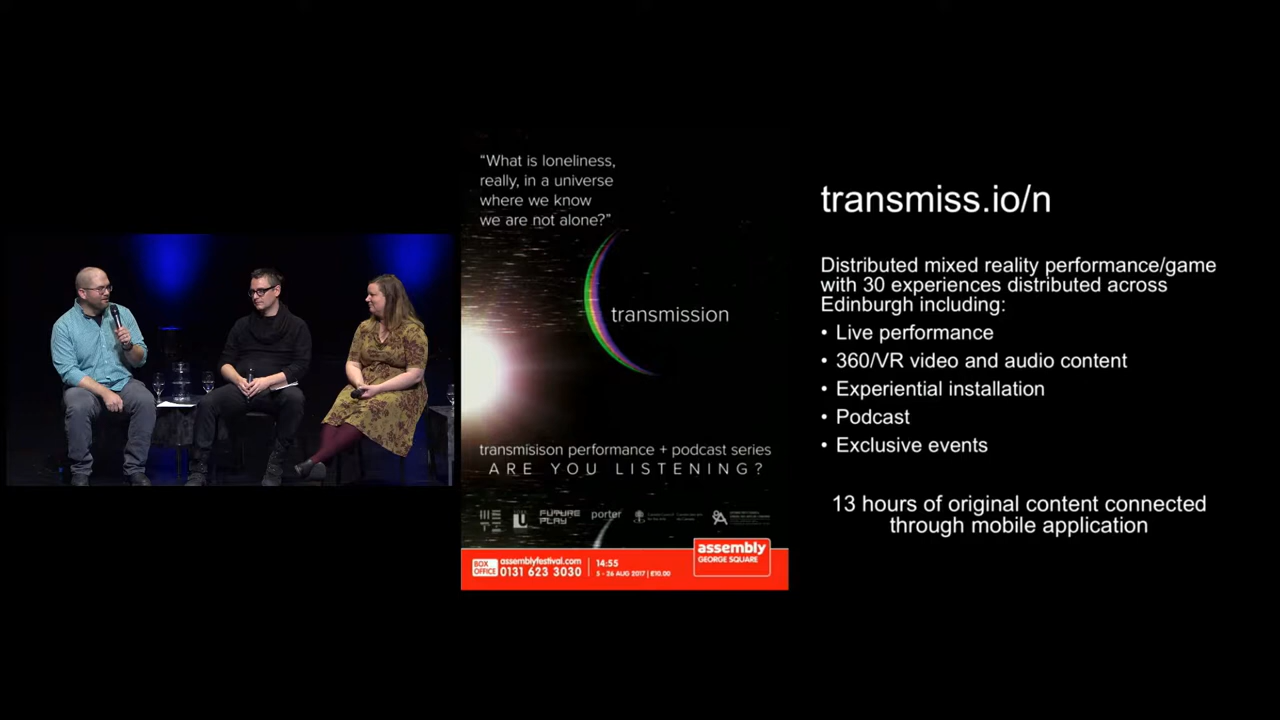 “What is loneliness,
really, in a universe
where we know
we are not alone?”
transmission
transmisison performance + podcast series
ARE YOU LISTENING?
FUTURE
PLAY
porter
BOX
OFFICE
assemblyfestival.com
0131 623 3030
14:55
5 - 26 AUG 2017 | £10.00
assembly
GEORGE SQUARE
transmiss.io/n
Distributed mixed reality performance/game
with 30 experiences distributed across
Edinburgh including:
• Live performance
• 360/VR video and audio content
• Experiential installation
• Podcast
• Exclusive events
13 hours of original content connected
through mobile application